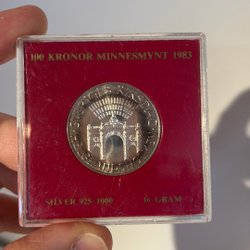 100 KRONOR MINNESMYNT 1983
SILVER 925/1000 16 GRAM